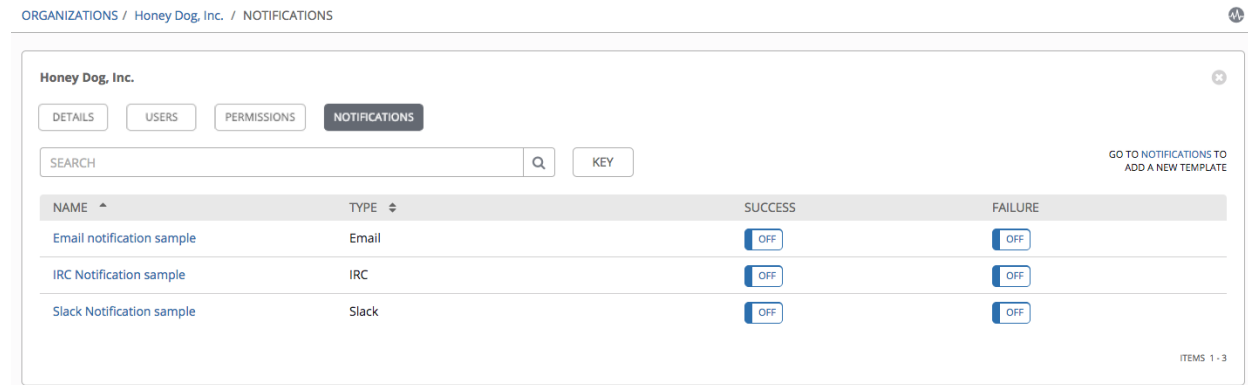 ORGANIZATIONS / Honey Dog, Inc. / NOTIFICATIONS
Honey Dog, Inc.
DETAILS USERS PERMISSIONS NOTIFICATIONS
SEARCH KEY
GO TO NOTIFICATIONS TO
ADD A NEW TEMPLATE
NAME TYPE SUCCESS FAILURE
Email notification sample Email OFF OFF
IRC Notification sample IRC OFF OFF
Slack Notification sample Slack OFF OFF
ITEMS 1 - 3